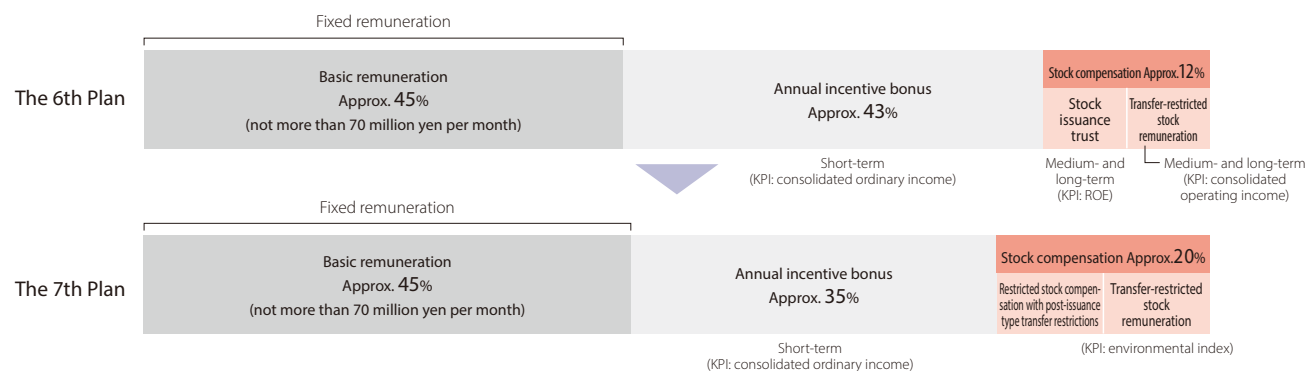 Fixed remuneration
The 6th Plan
Basic remuneration
Approx. 45%
(not more than 70 million yen per month)
Annual incentive bonus
Approx. 43%
Stock compensation Approx.12%
Stock
issuance
trust
Transfer-restricted
stock
remuneration
Short-term
(KPI: consolidated ordinary income)
Medium- and
long-term
(KPI: ROE)
Medium- and long-term
(KPI: consolidated
operating income)
Fixed remuneration
The 7th Plan
Basic remuneration
Approx. 45%
(not more than 70 million yen per month)
Annual incentive bonus
Approx. 35%
Stock compensation Approx.20%
Restricted stock compen-
sation with post-issuance
type transfer restrictions
Transfer-restricted
stock
remuneration
Short-term
(KPI: consolidated ordinary income)
(KPI: environmental index)